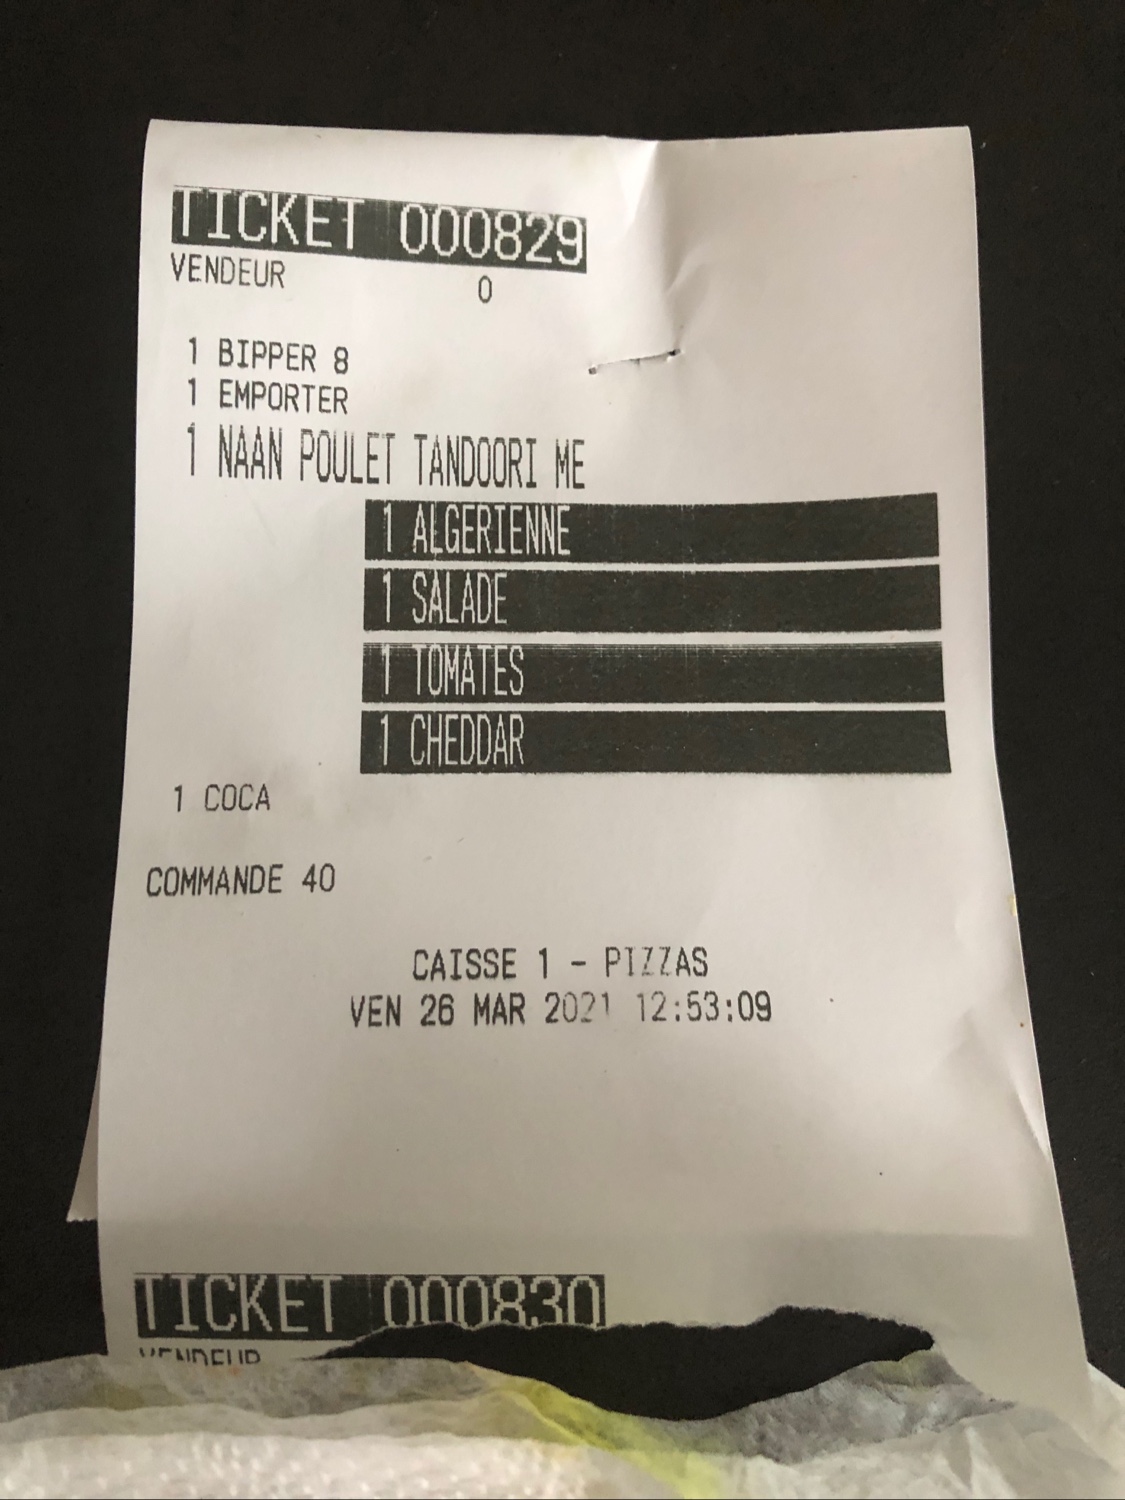 TICKET 000829
VENDEUR 0
1 BIPPER 8
1 EMPORTER
1 NAAN POULET TANDOORI ME
1 ALGERIENNE
1 SALADE
1 TOMATES
1 CHEDDAR
1 COCA
COMMANDE 40
CAISSE 1 - PIZZAS
VEN 26 MAR 2021 12:53:09
TICKET 000830
VENDEUR